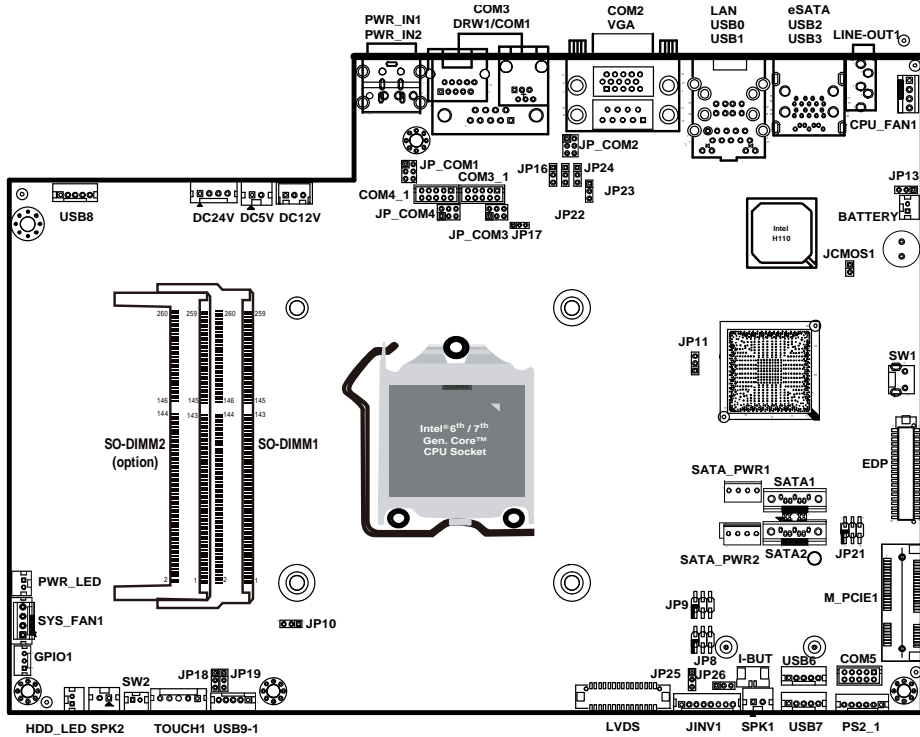 PWR_IN1
PWR_IN2
COM3
DRW1/COM1
COM2
VGA
LAN
USB0
USB1
eSATA
USB2
USB3
LINE-OUT1
CPU_FAN1
JP_COM1
JP_COM2
COM4_1
COM3_1
JP16
JP24
JP23
JP22
JP13
USB8
DC24V
DC5V
DC12V
JP_COM4
JP_COM3
JP17
BATTERY
Intel
H110
JCMOS1
260
259
260
259
JP11
SW1
146
145
146
145
144
143
144
143
SO-DIMM2
(option)
SO-DIMM1
Intel® 6th / 7th
Gen. Core™
CPU Socket
EDP
SATA_PWR1
SATA1
SATA_PWR2
SATA2
JP21
2
1
2
1
PWR_LED
M_PCIE1
SYS_FAN1
JP10
JP9
GPIO1
JP8
JP18
JP19
SW2
JP25
JP26
I-BUT
USB6
COM5
HDD_LED
SPK2
TOUCH1
USB9-1
LVDS
JINV1
SPK1
USB7
PS2_1